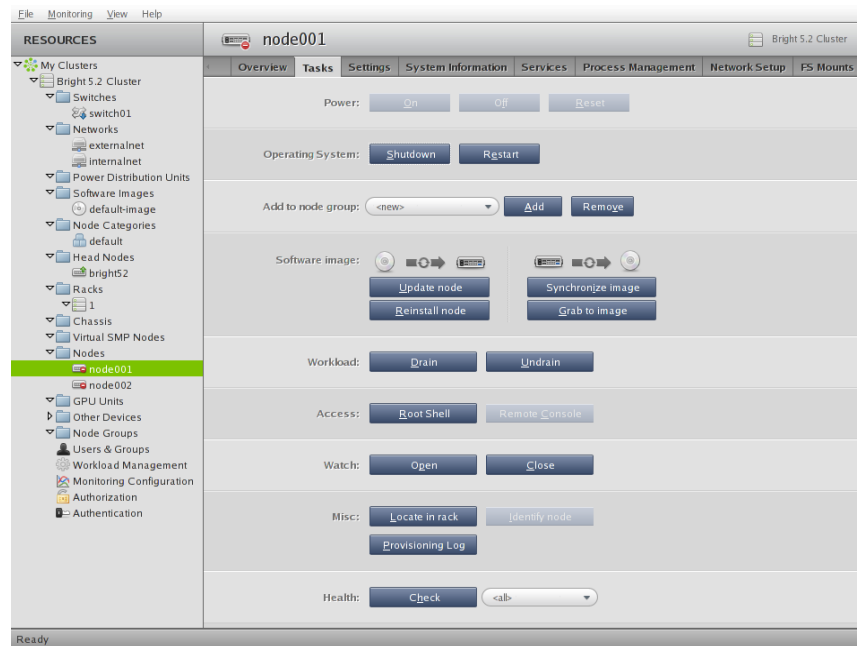 File Monitoring View Help
RESOURCES
node001
Bright 5.2 Cluster
My Clusters
Bright 5.2 Cluster
Switches
switch01
Networks
externalnet
internalnet
Power Distribution Units
Software Images
default-image
Node Categories
default
Head Nodes
bright52
Racks
1
Chassis
Virtual SMP Nodes
Nodes
node001
node002
GPU Units
Other Devices
Node Groups
Users & Groups
Workload Management
Monitoring Configuration
Authorization
Authentication
Overview Tasks Settings System Information Services Process Management Network Setup FS Mounts
Power: On Off Reset
Operating System: Shutdown Restart
Add to node group: <new> Add Remove
Software image:
Update node Synchronize image
Reinstall node Grab to image
Workload: Drain Undrain
Access: Root Shell Remote Console
Watch: Open Close
Misc: Locate in rack Identify node
Provisioning Log
Health: Check <all>
Ready